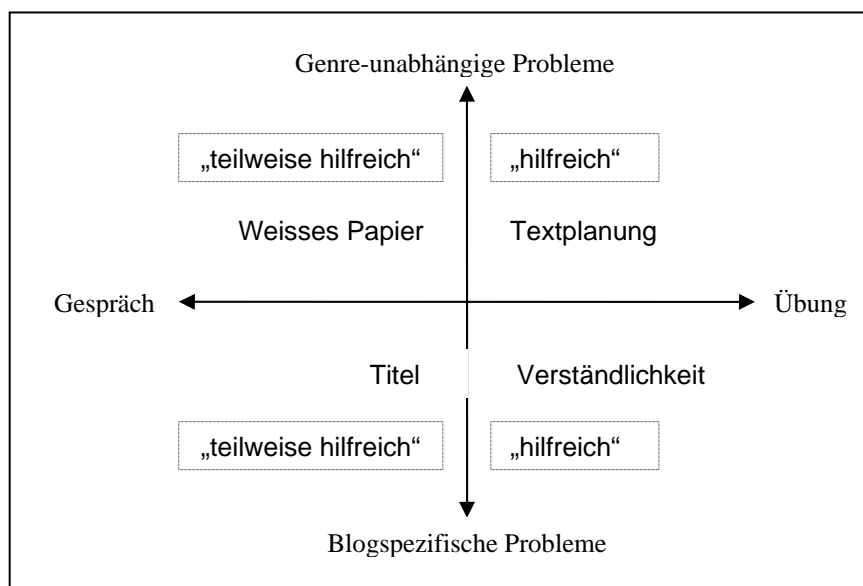 Genre-unabhängige Probleme
„teilweise hilfreich“ „hilfreich“
Weisses Papier Textplanung
Gespräch Übung
Titel Verständlichkeit
„teilweise hilfreich“ „hilfreich“
Blogspezifische Probleme